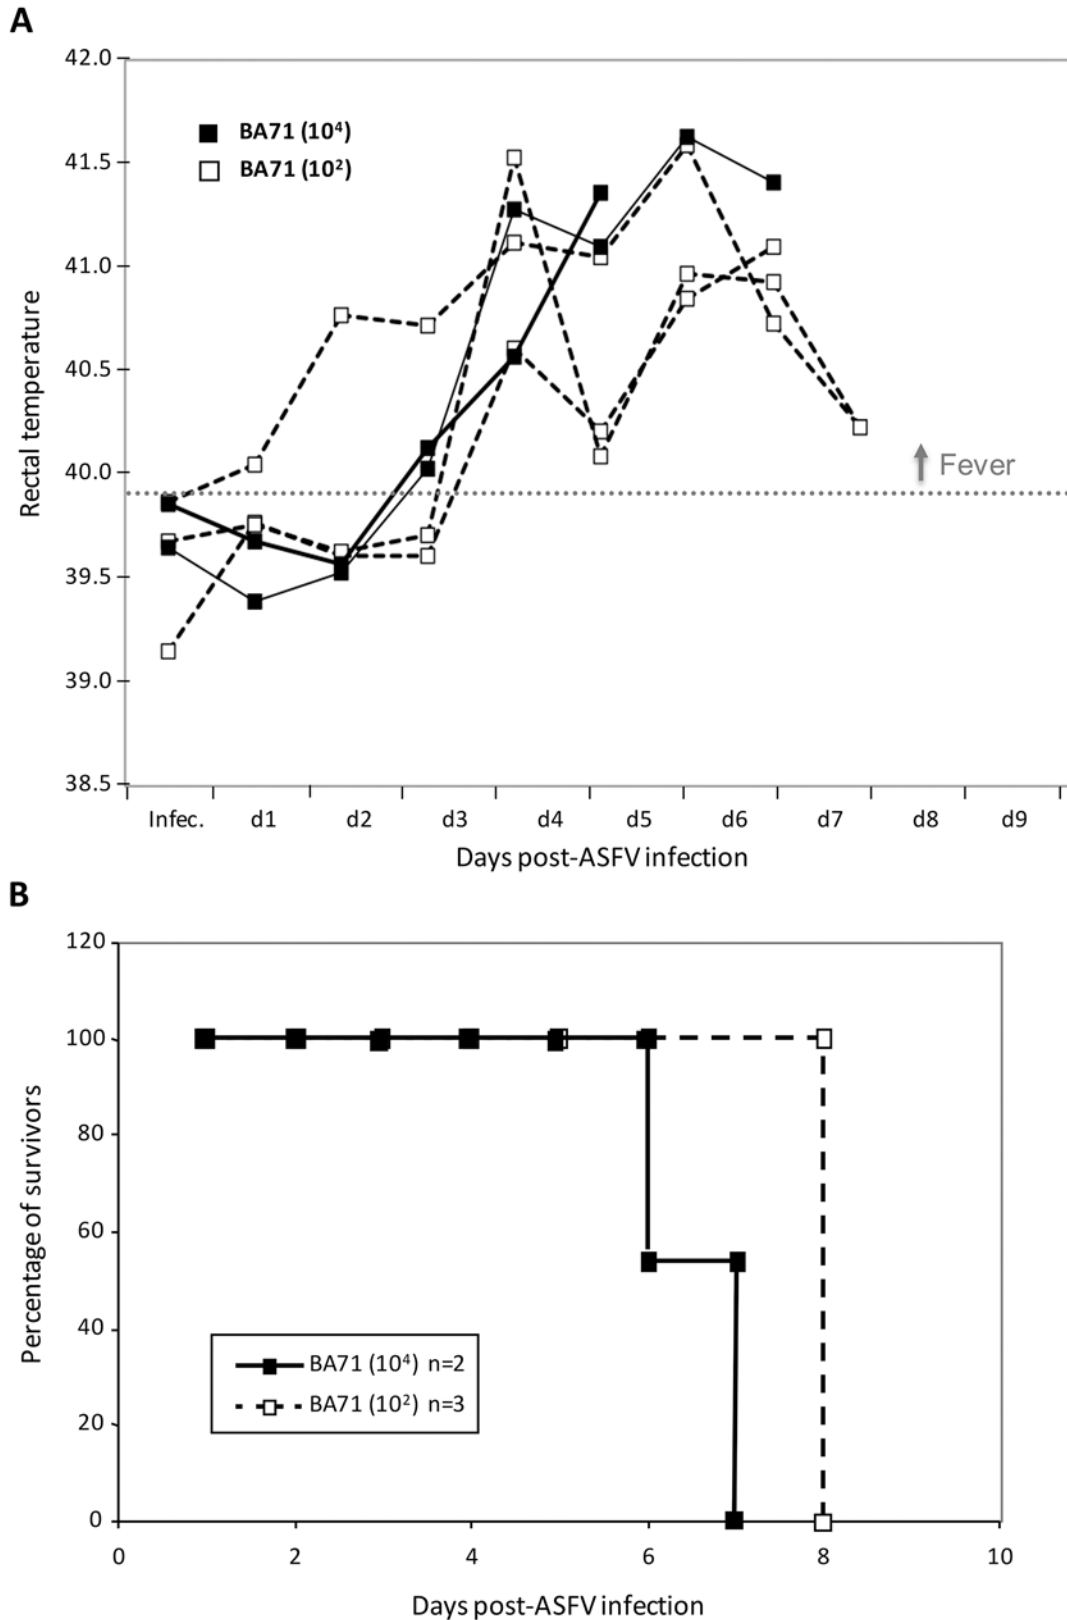 A
42.0
41.5
41.0
40.5
40.0
39.5
39.0
38.5
Rectal temperature
BA71 (10⁴)
BA71 (10²)
Fever
Infec. d1 d2 d3 d4 d5 d6 d7 d8 d9
Days post-ASFV infection
B
120
100
80
60
40
20
0
Percentage of survivors
BA71 (10⁴) n=2
BA71 (10²) n=3
0 2 4 6 8 10
Days post-ASFV infection